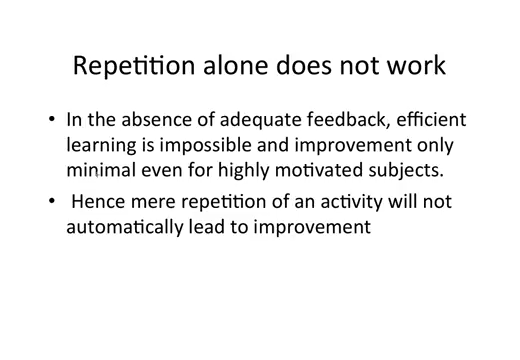 Repetition alone does not work
• In the absence of adequate feedback, efficient
learning is impossible and improvement only
minimal even for highly motivated subjects.
• Hence mere repetition of an activity will not
automatically lead to improvement